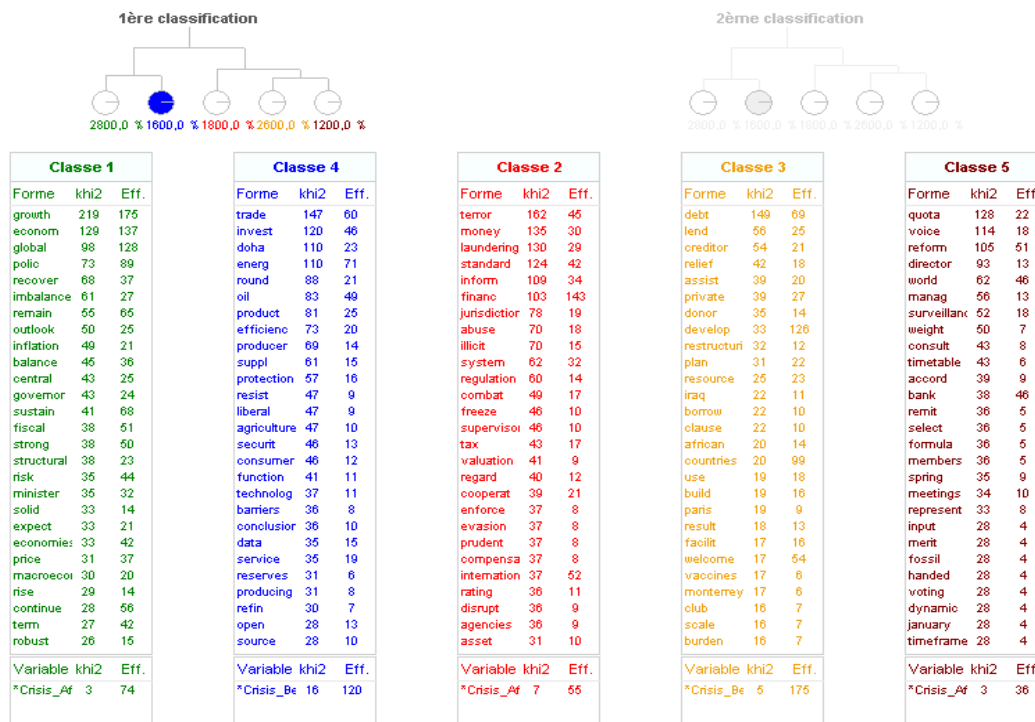 1ère classification
2ème classification
2800,0 % 1600,0 % 1800,0 % 2600,0 % 1200,0 %
2800,0 % 1600,0 % 1800,0 % 2600,0 % 1200,0 %
Classe 1
Forme khi2 Eff.
growth 219 175
econom 129 137
global 98 128
polic 73 89
recover 68 37
imbalance 61 27
remain 55 65
outlook 50 25
inflation 49 21
balance 45 36
central 43 25
governor 43 24
sustain 41 68
fiscal 38 51
strong 38 50
structural 38 23
risk 35 44
minister 35 32
solid 33 14
expect 33 21
economies 33 42
price 31 37
macroecoi 30 20
rise 29 14
continue 28 56
term 27 42
robust 26 15
Variable khi2 Eff.
*Crisis_Af 3 74
Classe 4
Forme khi2 Eff.
trade 147 60
invest 120 46
doha 110 23
energ 110 71
round 88 21
oil 83 49
product 81 25
efficienc 73 20
producer 69 14
suppl 61 15
protection 57 16
resist 47 9
liberal 47 9
agriculture 47 10
securit 46 13
consumer 46 12
function 41 11
technolog 37 11
barriers 36 8
conclusior 36 10
data 35 15
service 35 19
reserves 31 6
producing 31 8
refin 30 7
open 28 13
source 28 10
Variable khi2 Eff.
*Crisis_Be 16 120
Classe 2
Forme khi2 Eff.
terror 162 45
money 135 30
laundering 130 29
standard 124 42
inform 109 34
financ 103 143
jurisdictior 78 19
abuse 70 18
illicit 70 15
system 62 32
regulation 60 14
combat 49 17
freeze 46 10
supervisoi 46 10
tax 43 17
valuation 41 9
regard 40 12
cooperat 39 21
enforce 37 8
evasion 37 8
prudent 37 8
compensa 37 8
internation 37 52
rating 36 11
disrupt 36 9
agencies 36 9
asset 31 10
Variable khi2 Eff.
*Crisis_Af 7 55
Classe 3
Forme khi2 Eff.
debt 149 69
lend 56 25
creditor 54 21
relief 42 18
assist 39 20
private 39 27
donor 35 14
develop 33 126
restructuri 32 12
plan 31 22
resource 25 23
iraq 22 11
borrow 22 10
clause 22 10
african 20 14
countries 20 99
use 19 18
build 19 16
paris 19 9
result 18 13
facilit 17 16
welcome 17 54
vaccines 17 6
monterrey 17 6
club 16 7
scale 16 7
burden 16 7
Variable khi2 Eff.
*Crisis_Be 5 175
Classe 5
Forme khi2 Eff
quota 128 22
voice 114 18
reform 105 51
director 93 13
world 62 46
manag 56 13
surveillanc 52 18
weight 50 7
consult 43 8
timetable 43 6
accord 39 9
bank 38 46
remit 36 5
select 36 5
formula 36 5
members 36 5
spring 35 9
meetings 34 10
represent 33 8
input 28 4
merit 28 4
fossil 28 4
handed 28 4
voting 28 4
dynamic 28 4
january 28 4
timeframe 28 4
Variable khi2 Eff
*Crisis_Af 3 36